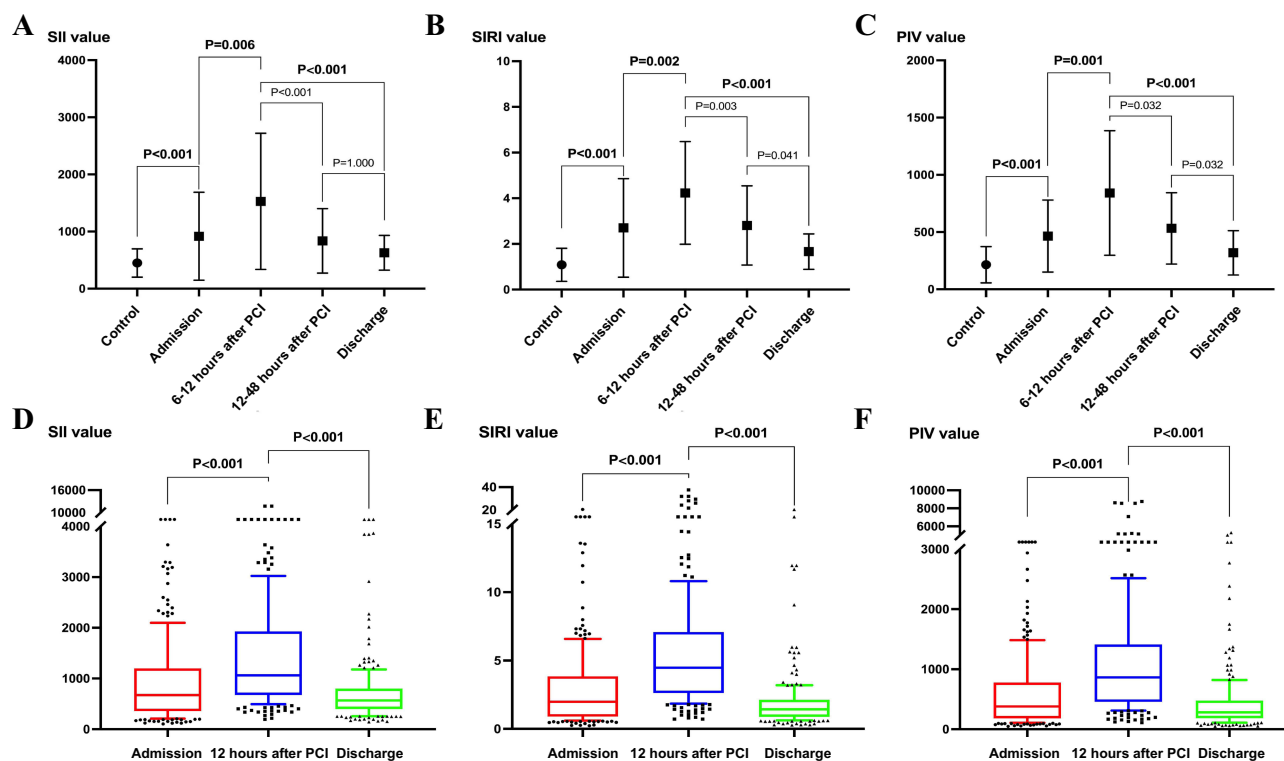 A
SII value
4000
3000
2000
1000
0
P=0.006
P<0.001
P<0.001
P<0.001
P=1.000
Control
Admission
6-12 hours after PCI
12-48 hours after PCI
Discharge
B
SIRI value
10
8
6
4
2
0
P=0.002
P<0.001
P=0.003
P<0.001
P=0.041
Control
Admission
6-12 hours after PCI
12-48 hours after PCI
Discharge
C
PIV value
2000
1500
1000
500
0
P=0.001
P<0.001
P=0.032
P<0.001
P=0.032
Control
Admission
6-12 hours after PCI
12-48 hours after PCI
Discharge
D
SII value
16000
10000
4000
3000
2000
1000
0
P<0.001
P<0.001
Admission
12 hours after PCI
Discharge
E
SIRI value
40
20
15
10
5
0
P<0.001
P<0.001
Admission
12 hours after PCI
Discharge
F
PIV value
10000
8000
6000
3000
2000
1000
0
P<0.001
P<0.001
Admission
12 hours after PCI
Discharge